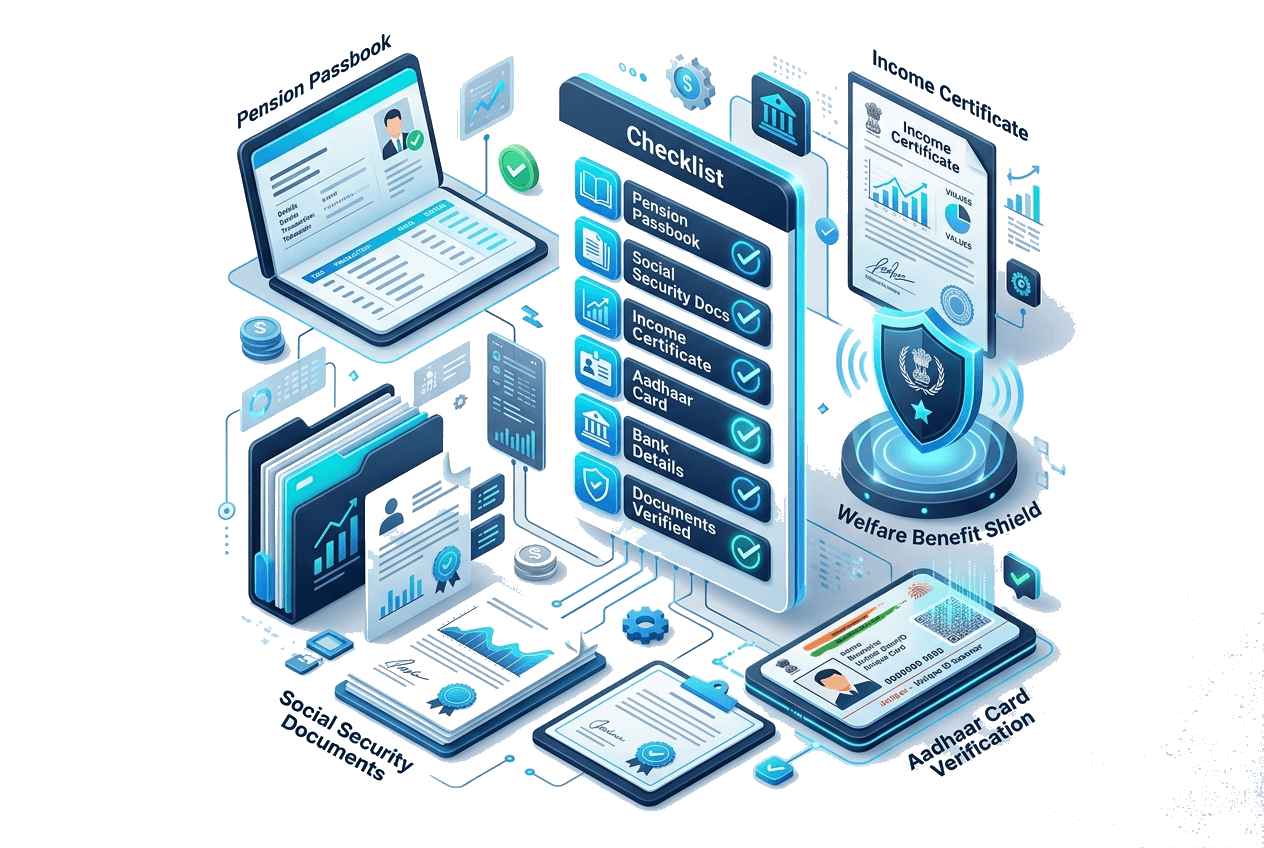 Pension Passbook
Checklist
Pension
Passbook
Social
Security Docs
Income
Certificate
Aadhaar
Card
Bank
Details
Documents
Verified
Income Certificate
Income
Certificate
VALUES
Welfare Benefit Shield
Social Security
Documents
Aadhaar Card
Verification